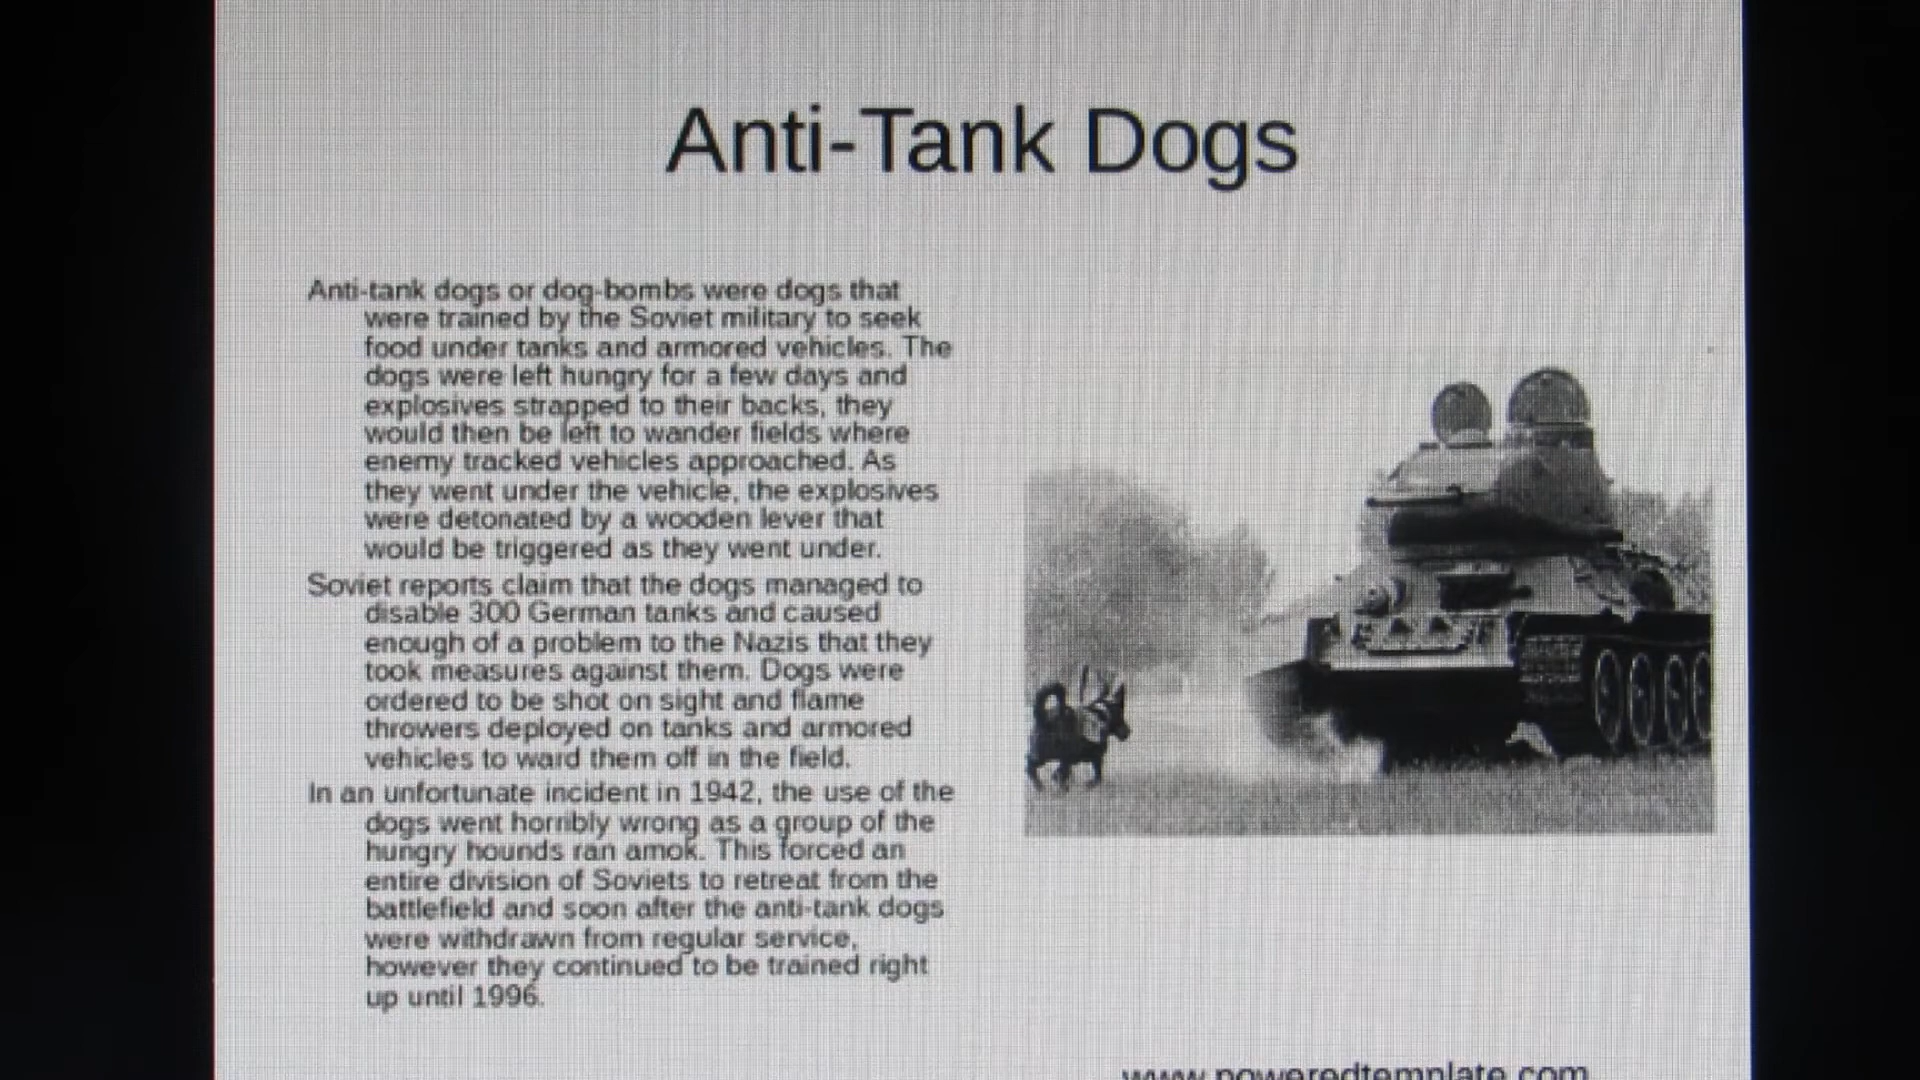 Anti-Tank Dogs
Anti-tank dogs or dog-bombs were dogs that
were trained by the Soviet military to seek
food under tanks and armored vehicles. The
dogs were left hungry for a few days and
explosives strapped to their backs, they
would then be left to wander fields where
enemy tracked vehicles approached. As
they went under the vehicle, the explosives
were detonated by a wooden lever that
would be triggered as they went under.
Soviet reports claim that the dogs managed to
disable 300 German tanks and caused
enough of a problem to the Nazis that they
took measures against them. Dogs were
ordered to be shot on sight and flame
throwers deployed on tanks and armored
vehicles to ward them off in the field.
In an unfortunate incident in 1942, the use of the
dogs went horribly wrong as a group of the
hungry hounds ran amok. This forced an
entire division of Soviets to retreat from the
battlefield and soon after the anti-tank dogs
were withdrawn from regular service,
however they continued to be trained right
up until 1996.
www.poweredtemplate.com